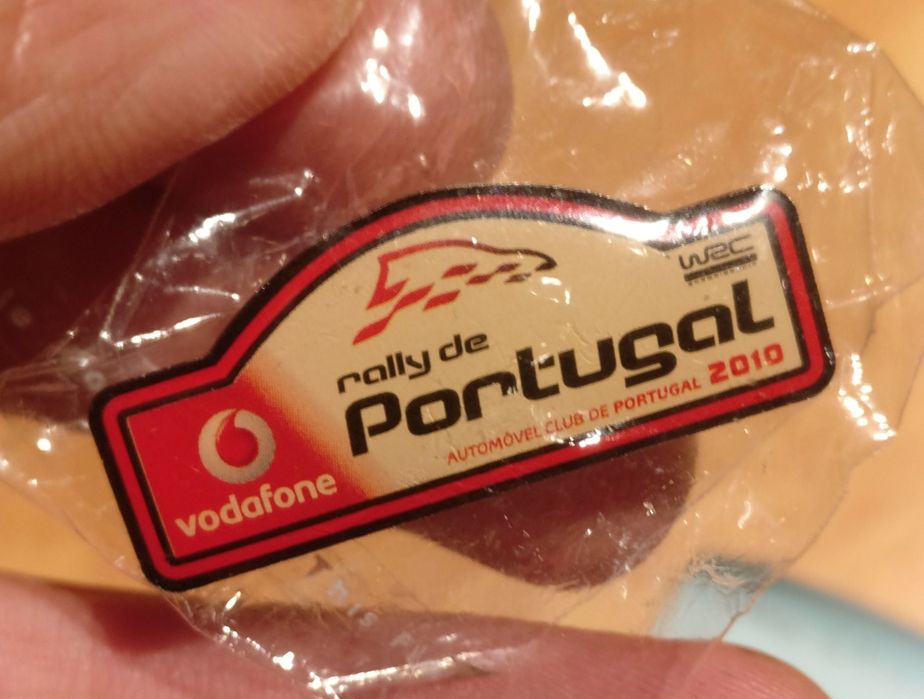 WRC
rally de
Portugal
AUTOMÓVEL CLUB DE PORTUGAL 2010
vodafone